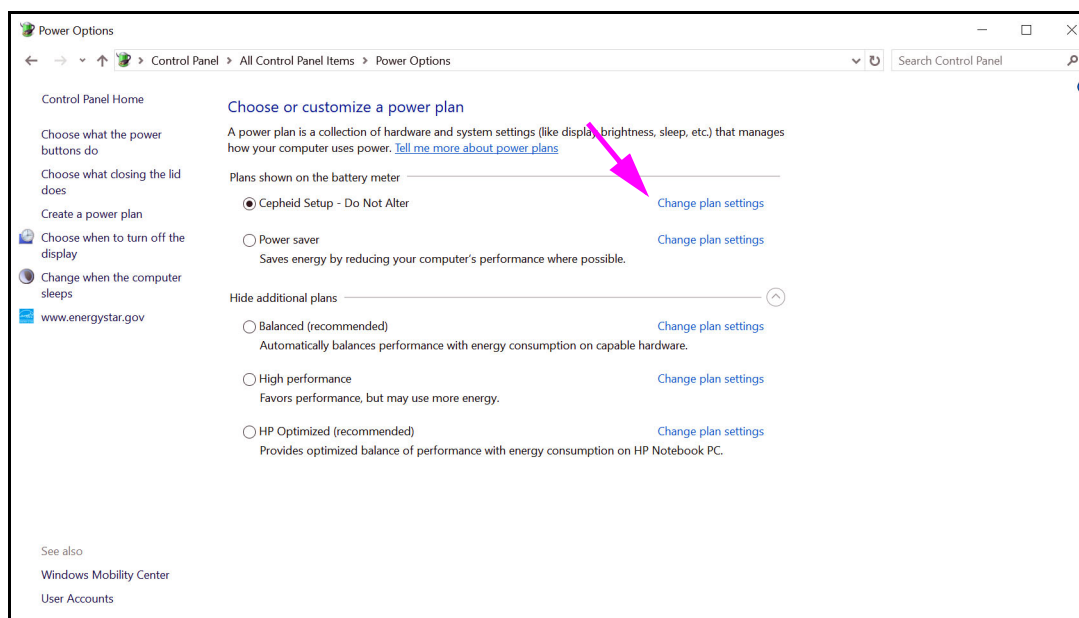 Power Options
Control Panel > All Control Panel Items > Power Options
Search Control Panel
Control Panel Home
Choose what the power
buttons do
Choose what closing the lid
does
Create a power plan
Choose when to turn off the
display
Change when the computer
sleeps
www.energystar.gov
See also
Windows Mobility Center
User Accounts
Choose or customize a power plan
A power plan is a collection of hardware and system settings (like display brightness, sleep, etc.) that manages
how your computer uses power. Tell me more about power plans
Plans shown on the battery meter
Cepheid Setup - Do Not Alter Change plan settings
Power saver Change plan settings
Saves energy by reducing your computer's performance where possible.
Hide additional plans
Balanced (recommended) Change plan settings
Automatically balances performance with energy consumption on capable hardware.
High performance Change plan settings
Favors performance, but may use more energy.
HP Optimized (recommended) Change plan settings
Provides optimized balance of performance with energy consumption on HP Notebook PC.